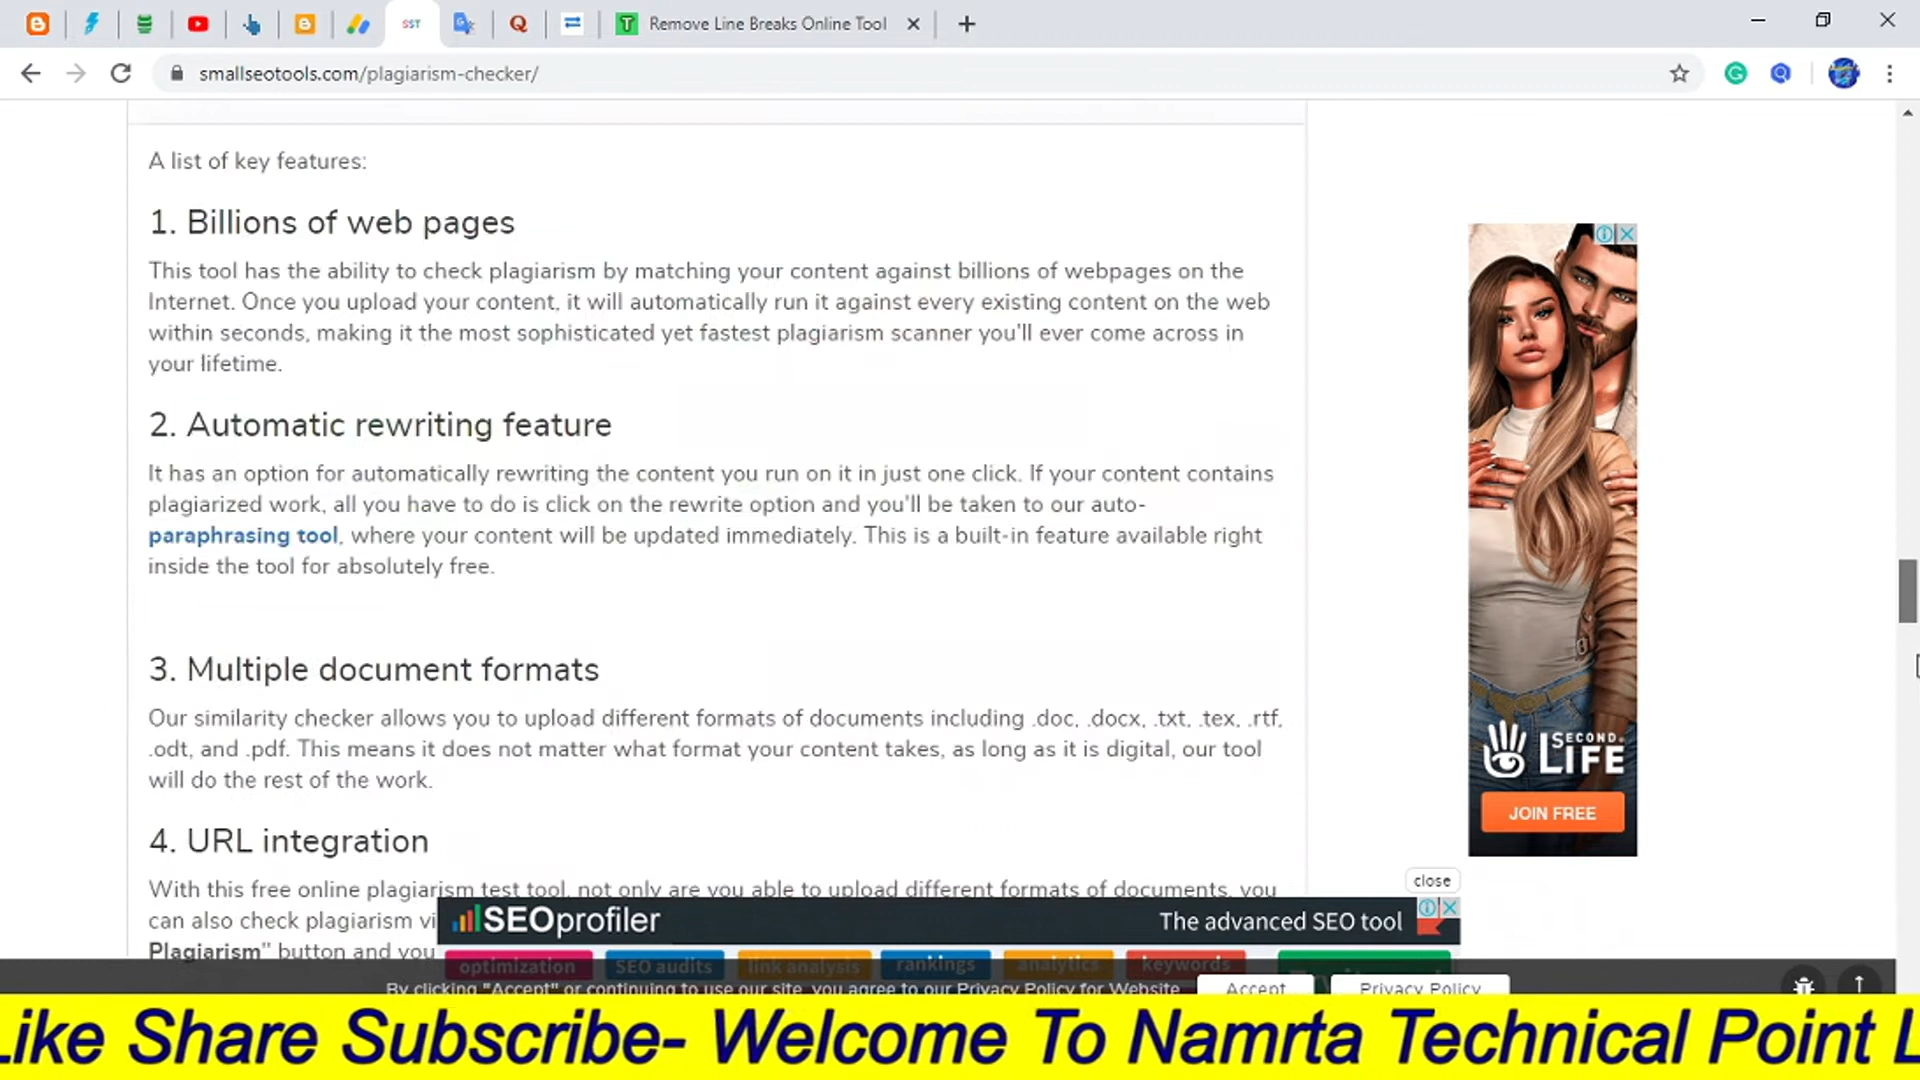 SST
Remove Line Breaks Online Tool
smallseotools.com/plagiarism-checker/
A list of key features:
1. Billions of web pages
This tool has the ability to check plagiarism by matching your content against billions of webpages on the
Internet. Once you upload your content, it will automatically run it against every existing content on the web
within seconds, making it the most sophisticated yet fastest plagiarism scanner you'll ever come across in
your lifetime.
2. Automatic rewriting feature
It has an option for automatically rewriting the content you run on it in just one click. If your content contains
plagiarized work, all you have to do is click on the rewrite option and you'll be taken to our auto-
paraphrasing tool, where your content will be updated immediately. This is a built-in feature available right
inside the tool for absolutely free.
3. Multiple document formats
Our similarity checker allows you to upload different formats of documents including .doc, .docx, .txt, .tex, .rtf,
.odt, and .pdf. This means it does not matter what format your content takes, as long as it is digital, our tool
will do the rest of the work.
4. URL integration
With this free online plagiarism test tool, not only are you able to upload different formats of documents, you
can also check plagiarism vi
Plagiarism" button and you
SECOND
LIFE
JOIN FREE
close
SEOprofiler
The advanced SEO tool
optimization SEO audits link analysis rankings analytics keywords
By clicking "Accept" or continuing to use our site, you agree to our Privacy Policy for Website
Accept
Privacy Policy
Like Share Subscribe- Welcome To Namrta Technical Point L